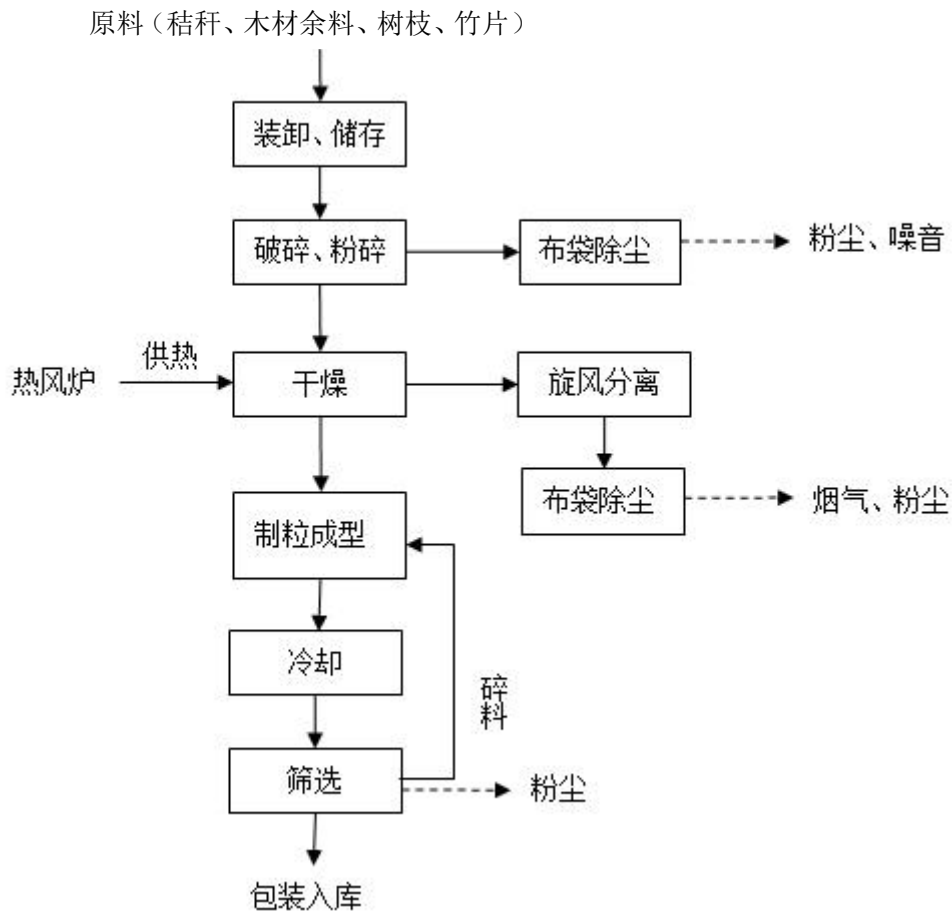 原料（秸秆、木材余料、树枝、竹片）
装卸、储存
破碎、粉碎
布袋除尘
粉尘、噪音
热风炉
供热
干燥
旋风分离
布袋除尘
烟气、粉尘
制粒成型
冷却
碎料
筛选
粉尘
包装入库